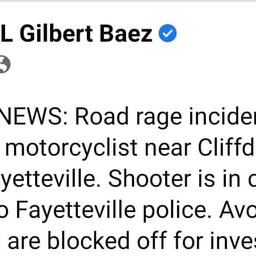 L Gilbert Baez
NEWS: Road rage inciden
motorcyclist near Cliffd
yetteville. Shooter is in c
o Fayetteville police. Avo
are blocked off for inves